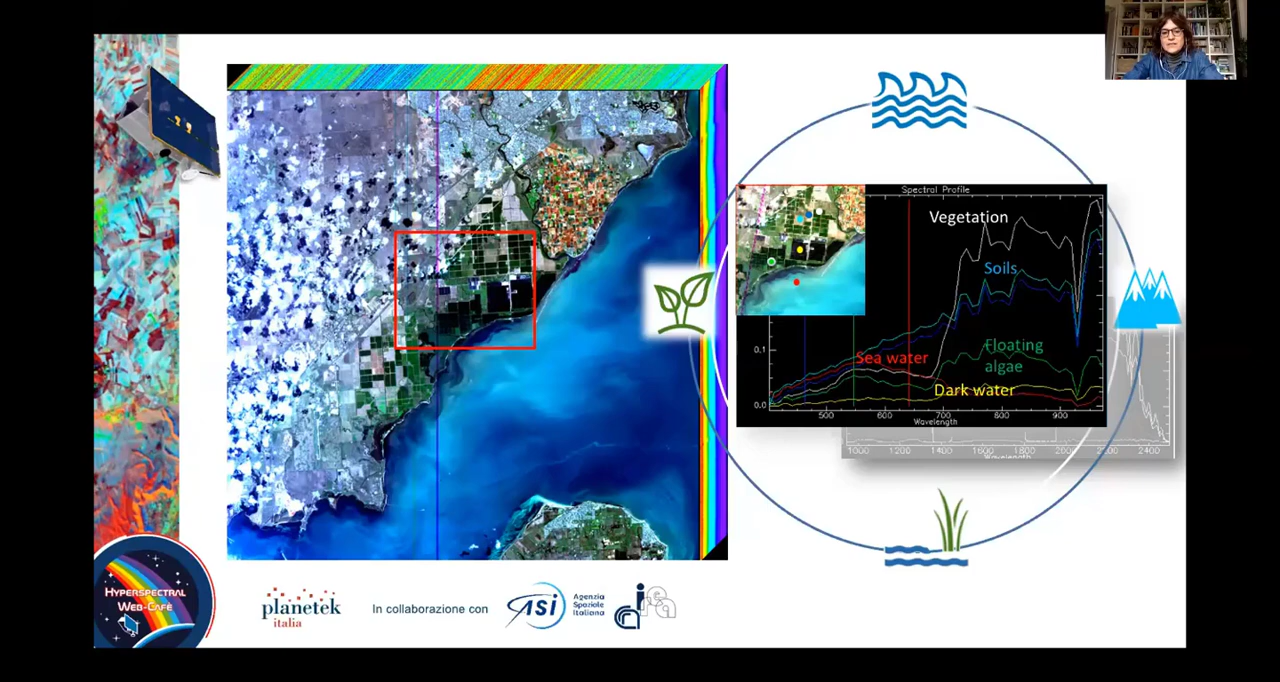 Spectral Profile
Vegetation
Soils
Sea water
Floating
algae
Dark water
0.1
0.0
500
600
700
800
900
Wavelength
1000
1200
1400
1600
1800
2000
2200
2400
Wavelength
HYPERSPECTRAL
WEB-CAFÈ
planetek
italia
In collaborazione con
ASI
Agenzia
Spaziale
Italiana